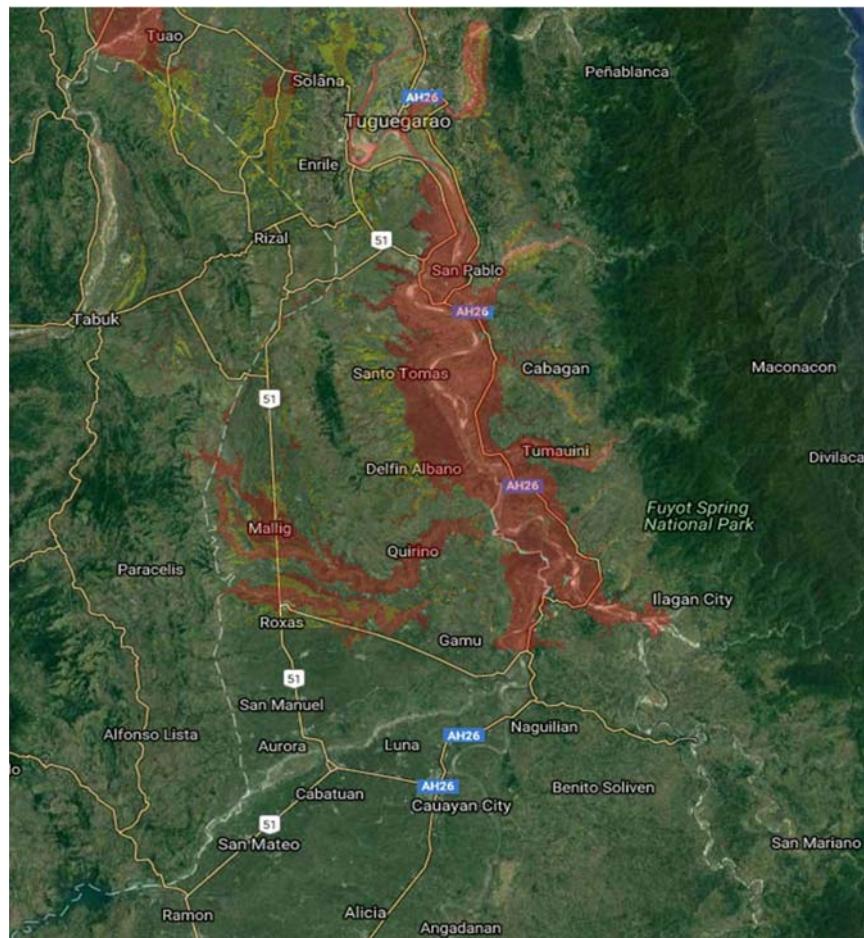 Tuao
Peñablanca
Solana
AH26
Tuguegarao
Enrile
Rizal
51
San Pablo
AH26
Tabuk
Santo Tomas
Cabagan
Maconacon
51
Tumauini
Divilaca
Delfin Albano
AH26
Fuyot Spring
National Park
Mallig
Quirino
Paracelis
Ilagan City
Roxas
Gamu
51
San Manuel
Naguilian
Alfonso Lista
AH26
Aurora
Luna
lo
Benito Soliven
AH26
Cabatuan
Cauayan City
51
San Mateo
San Mariano
Ramon
Alicia
Angadanan